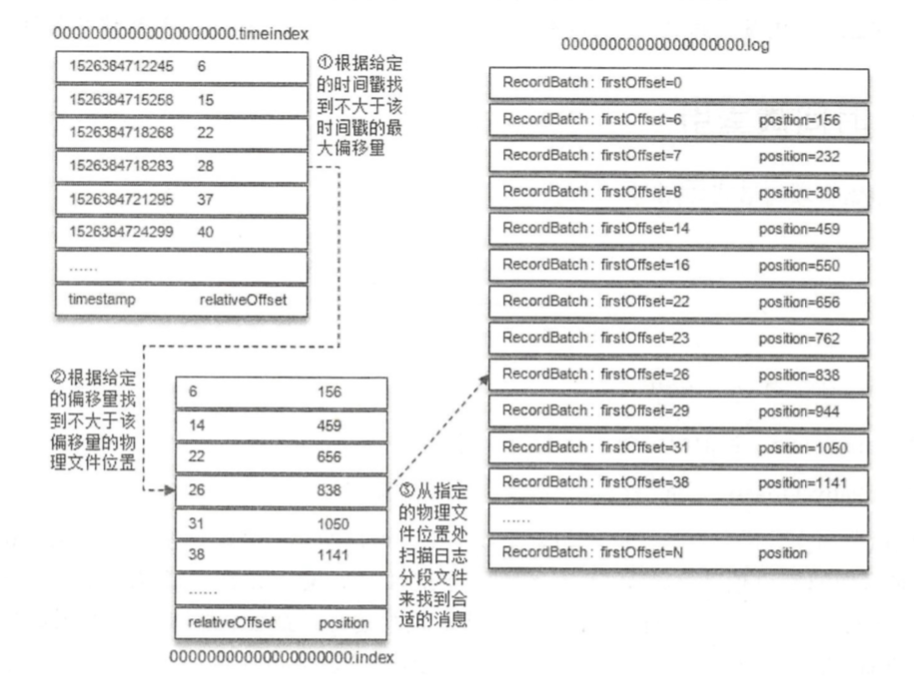 00000000000000000000.timeindex
1526384712245 6
1526384715258 15
1526384718268 22
1526384718283 28
1526384721295 37
1526384724299 40
......
timestamp relativeOffset
①根据给定
的时间戳找
到不大于该
时间戳的最
大偏移量
②根据给定
的偏移量找
到不大于该
偏移量的物
理文件位置
6 156
14 459
22 656
26 838
31 1050
38 1141
......
relativeOffset position
00000000000000000000.index
③从指定
的物理文
件位置处
扫描日志
分段文件
来找到合
适的消息
00000000000000000000.log
RecordBatch: firstOffset=0
RecordBatch: firstOffset=6 position=156
RecordBatch: firstOffset=7 position=232
RecordBatch: firstOffset=8 position=308
RecordBatch: firstOffset=14 position=459
RecordBatch: firstOffset=16 position=550
RecordBatch: firstOffset=22 position=656
RecordBatch: firstOffset=23 position=762
RecordBatch: firstOffset=26 position=838
RecordBatch: firstOffset=29 position=944
RecordBatch: firstOffset=31 position=1050
RecordBatch: firstOffset=38 position=1141
......
RecordBatch: firstOffset=N position